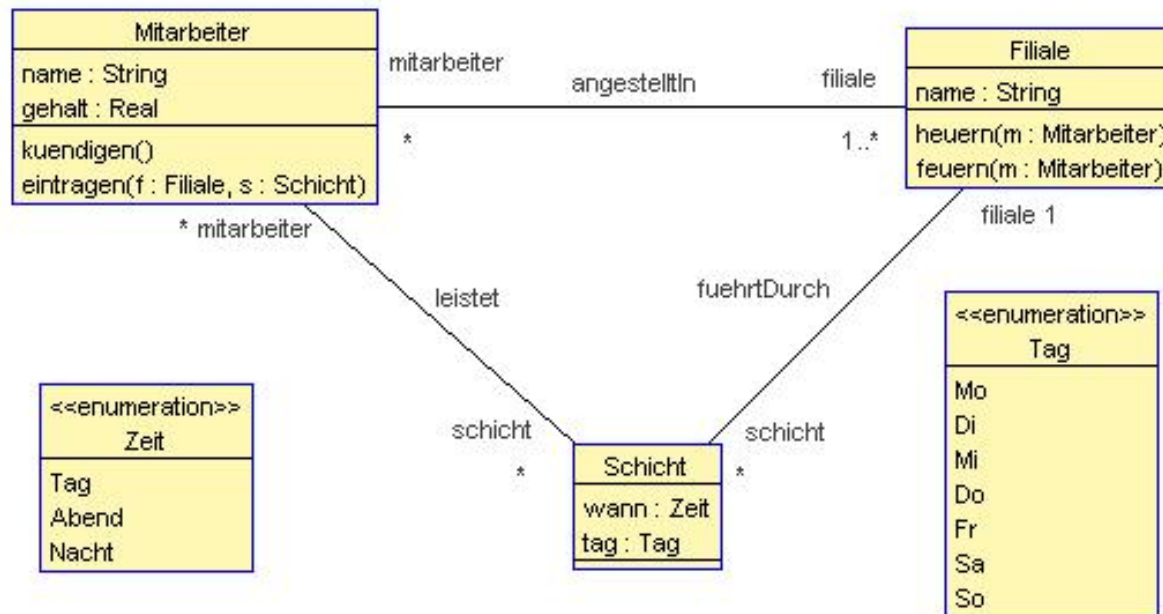 Mitarbeiter
name : String
gehalt : Real
kuendigen()
eintragen(f : Filiale, s : Schicht)
mitarbeiter
*
angestelltIn
filiale
1..*
Filiale
name : String
heuern(m : Mitarbeiter)
feuern(m : Mitarbeiter)
* mitarbeiter
leistet
schicht
*
filiale 1
fuehrtDurch
schicht
*
<<enumeration>>
Zeit
Tag
Abend
Nacht
Schicht
wann : Zeit
tag : Tag
<<enumeration>>
Tag
Mo
Di
Mi
Do
Fr
Sa
So